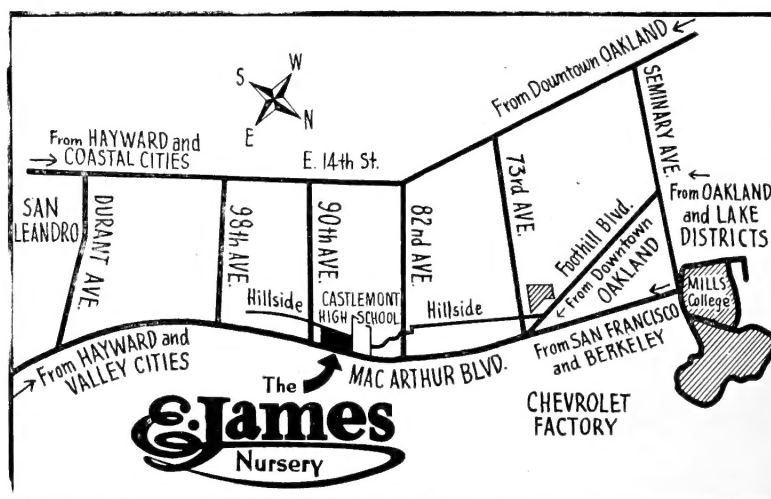 From Downtown OAKLAND
W
S
N
E
From HAYWARD and
COASTAL CITIES
E. 14th St.
SEMINARY AVE.
SAN
LEANDRO
DURANT AVE.
98th AVE.
90th AVE.
82nd AVE.
73rd AVE.
Foothill Blvd.
From Downtown
OAKLAND
From OAKLAND
and LAKE
DISTRICTS
MILLS
College
Hillside
CASTLEMONT
HIGH SCHOOL
Hillside
From HAYWARD and
VALLEY CITIES
MAC ARTHUR BLVD.
From SAN FRANCISCO
and BERKELEY
CHEVROLET
FACTORY
The
E. James
Nursery